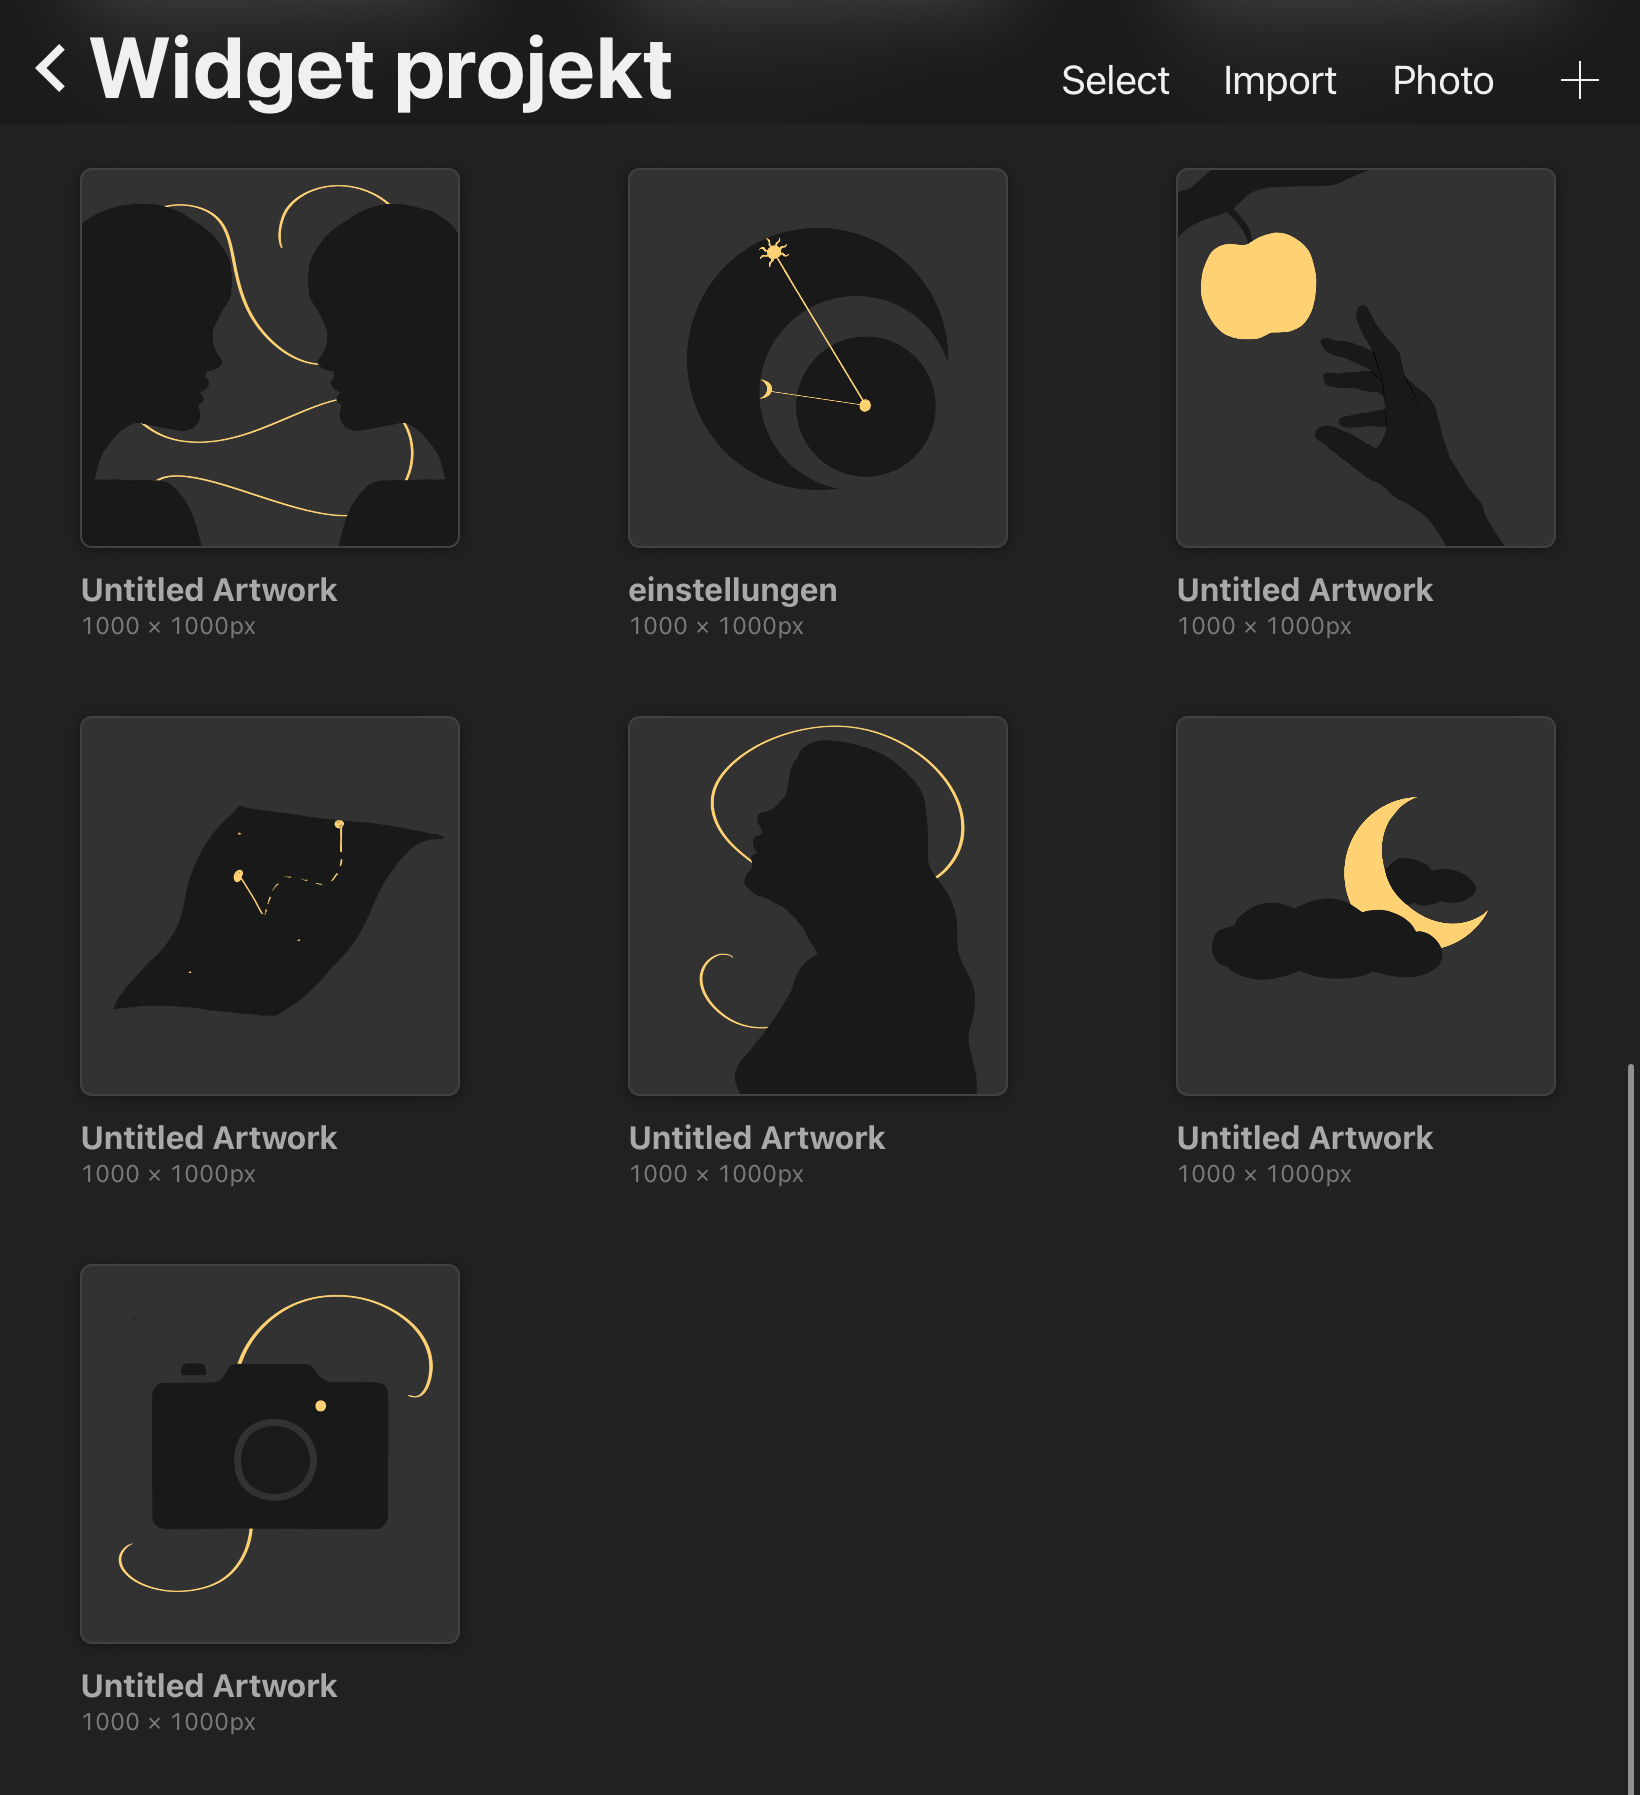 Widget projekt
Select Import Photo
Untitled Artwork
1000 × 1000px
einstellungen
1000 × 1000px
Untitled Artwork
1000 × 1000px
Untitled Artwork
1000 × 1000px
Untitled Artwork
1000 × 1000px
Untitled Artwork
1000 × 1000px
Untitled Artwork
1000 × 1000px